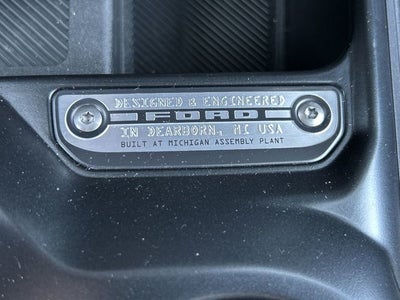 DESIGNED & ENGINEERED
FORD
IN DEARBORN, MI USA
BUILT AT MICHIGAN ASSEMBLY PLANT